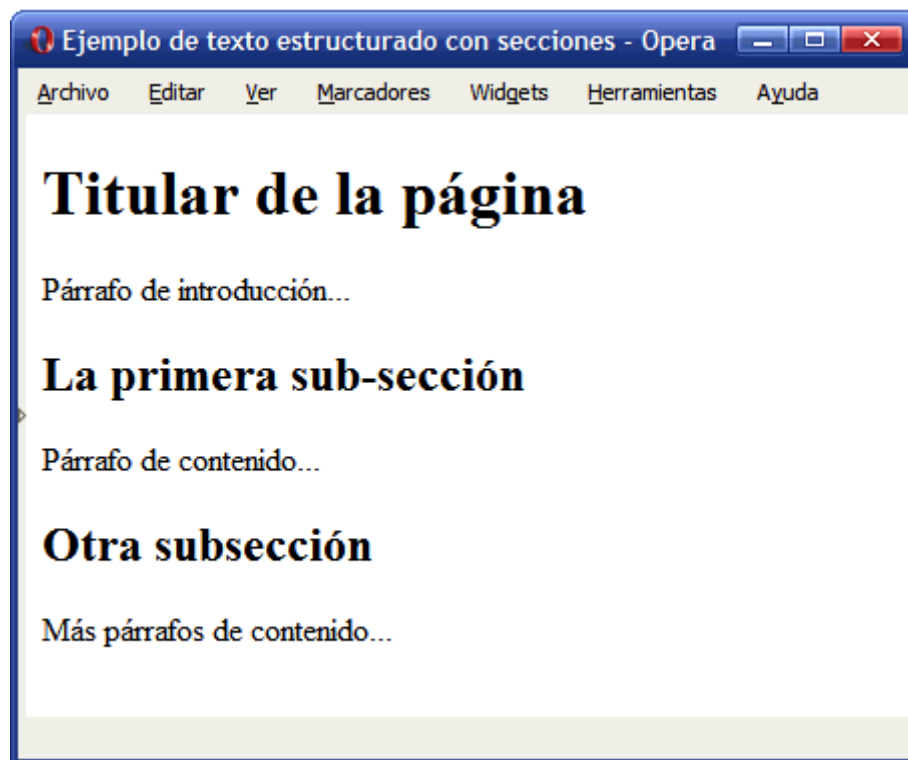 Ejemplo de texto estructurado con secciones - Opera
Archivo Editar Ver Marcadores Widgets Herramientas Ayuda
Titular de la página
Párrafo de introducción...
La primera sub-sección
Párrafo de contenido...
Otra subsección
Más párrafos de contenido...